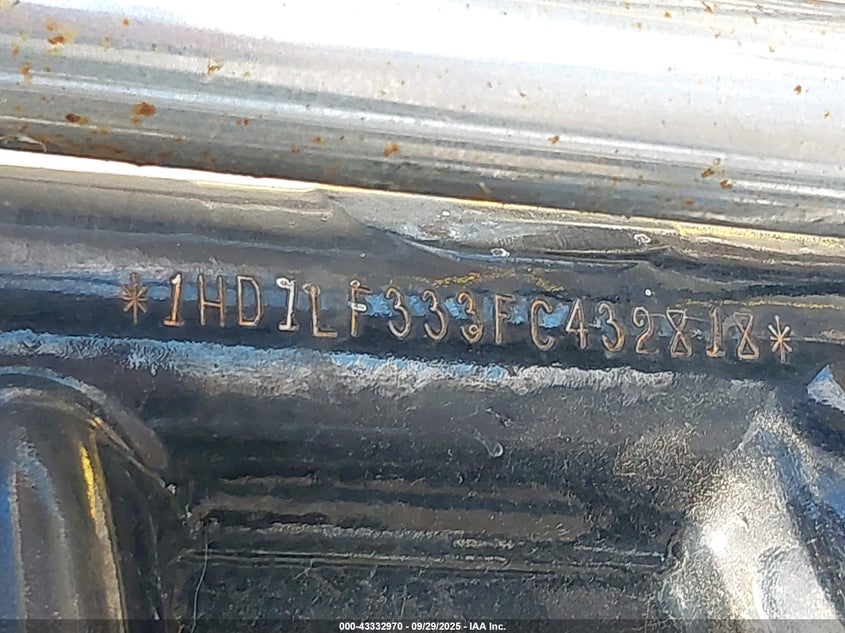 *1HD1LF333FC432818*
000-43332970 - 09/29/2025 - IAA Inc.